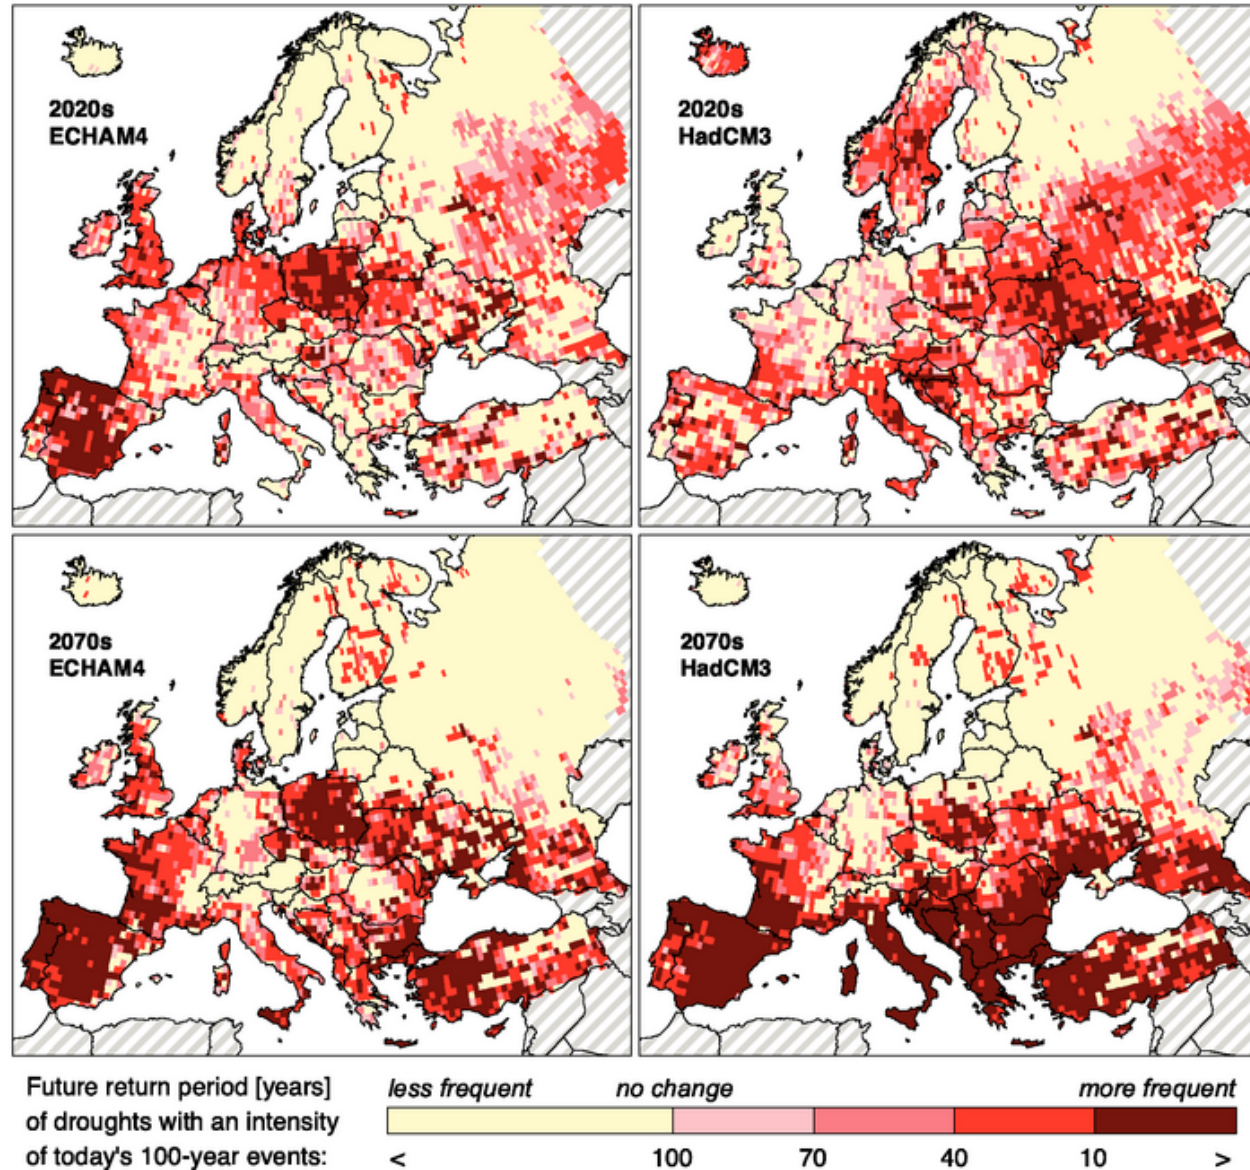 2020s
ECHAM4
2020s
HadCM3
2070s
ECHAM4
2070s
HadCM3
Future return period [years]
of droughts with an intensity
of today's 100-year events:
less frequent no change more frequent
< 100 70 40 10 >